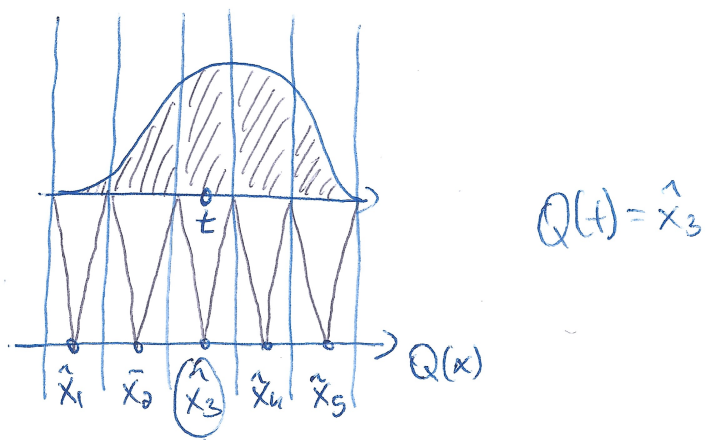 t
Q(t) = x̂₃
Q(x)
x̂₁ x̄₂ x̂₃ x̃₄ x̃₅